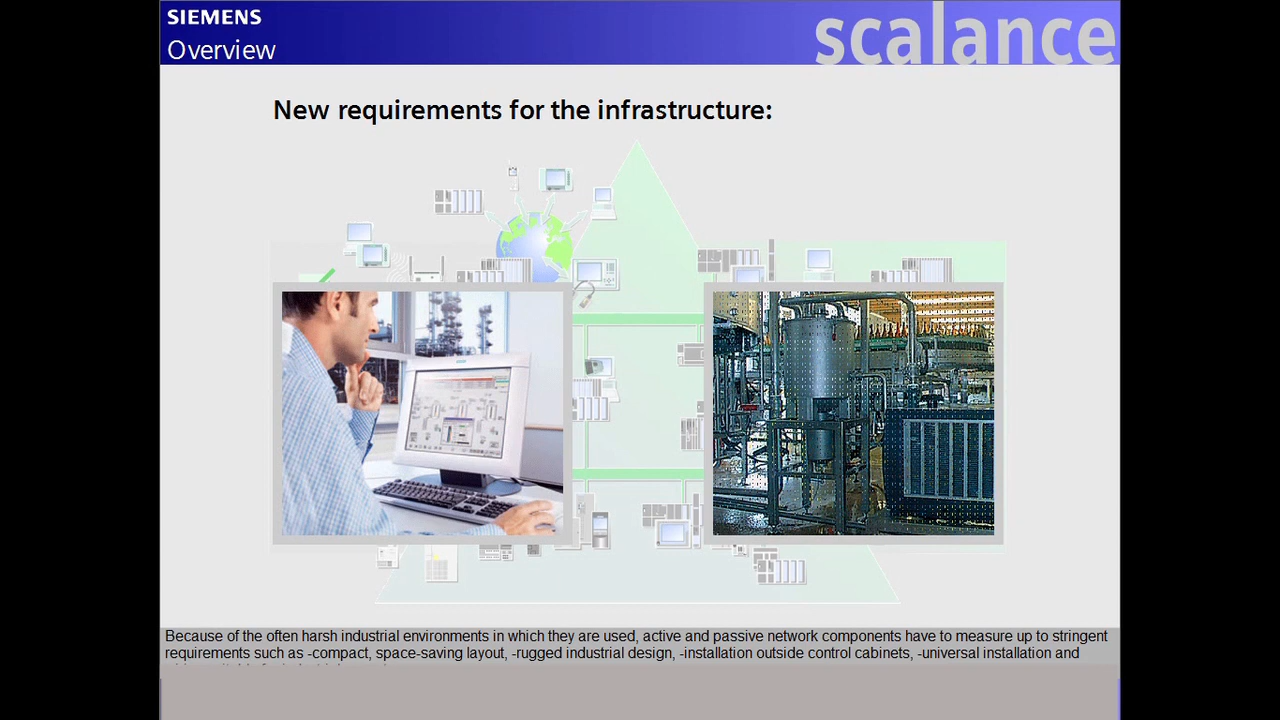 SIEMENS
Overview
scalance
New requirements for the infrastructure:
Because of the often harsh industrial environments in which they are used, active and passive network components have to measure up to stringent
requirements such as -compact, space-saving layout, -rugged industrial design, -installation outside control cabinets, -universal installation and